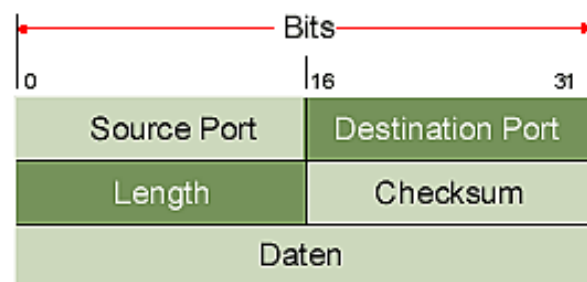 Bits
0 16 31
Source Port Destination Port
Length Checksum
Daten